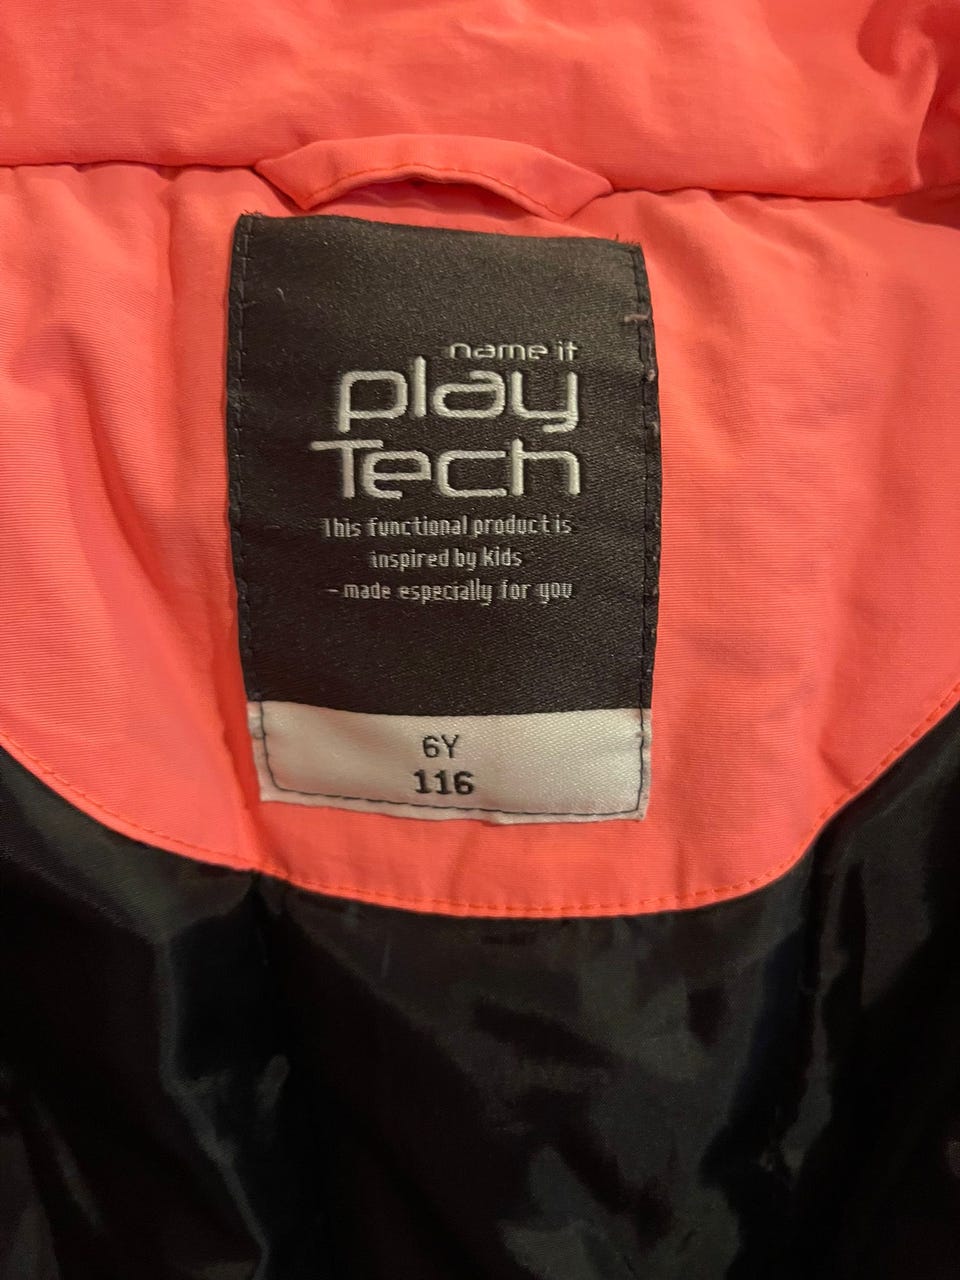 name it
play
Tech
This functional product is
inspired by kids
- made especially for you
6Y
116